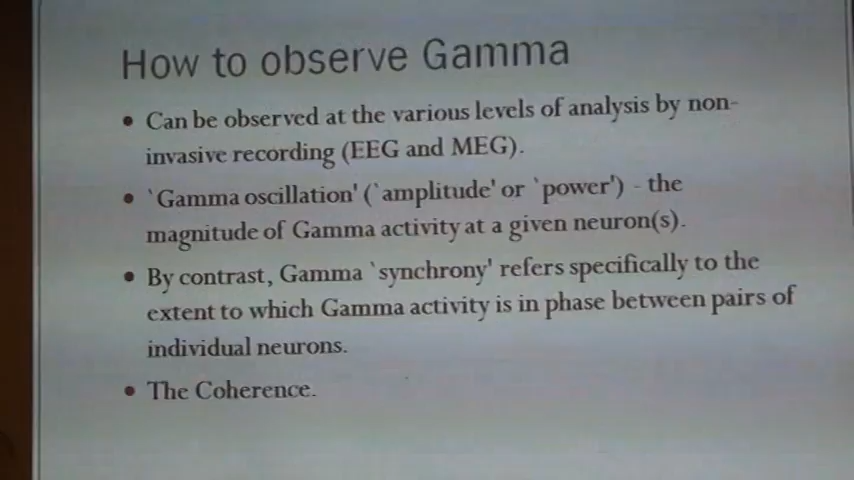 How to observe Gamma
• Can be observed at the various levels of analysis by non-
invasive recording (EEG and MEG).
• `Gamma oscillation' (`amplitude' or `power') - the
magnitude of Gamma activity at a given neuron(s).
• By contrast, Gamma `synchrony' refers specifically to the
extent to which Gamma activity is in phase between pairs of
individual neurons.
• The Coherence.